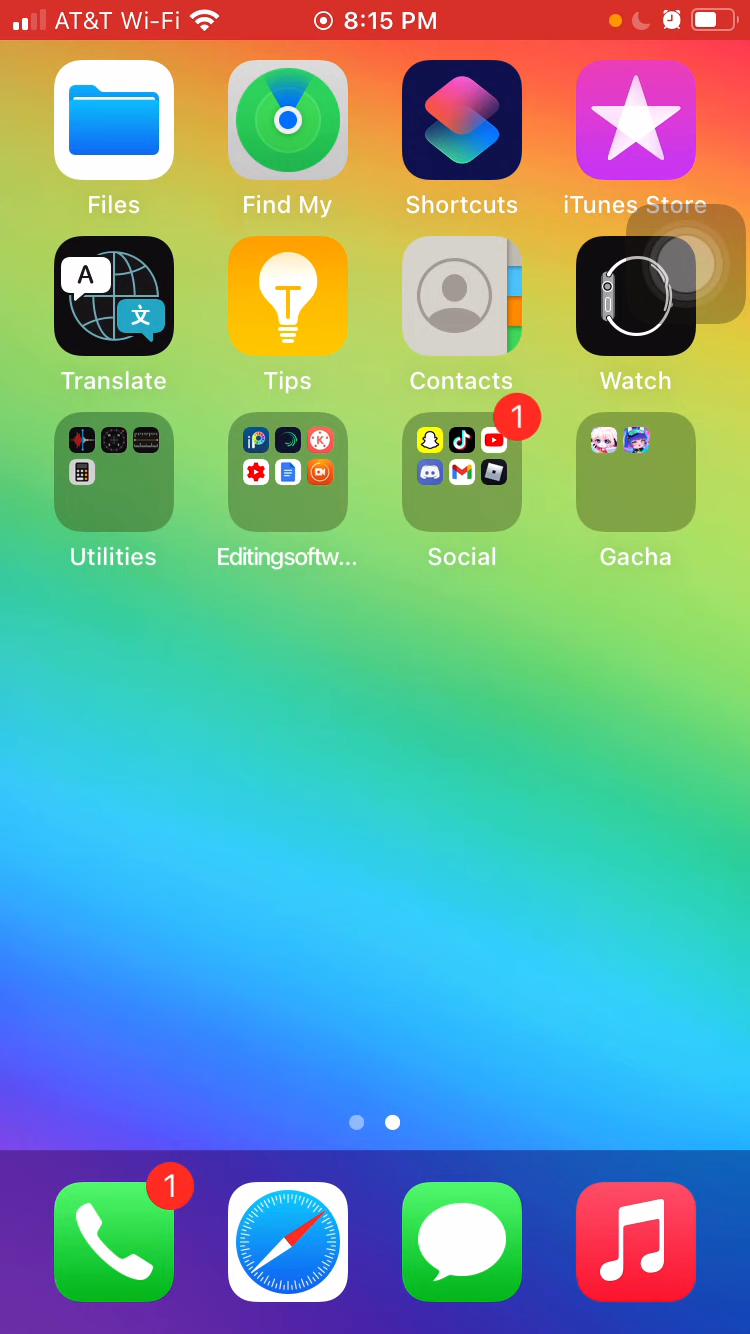 AT&T Wi-Fi 8:15 PM
Files Find My Shortcuts iTunes Store
A 文
Translate Tips Contacts Watch
1
Utilities Editingsoftw... Social Gacha
1